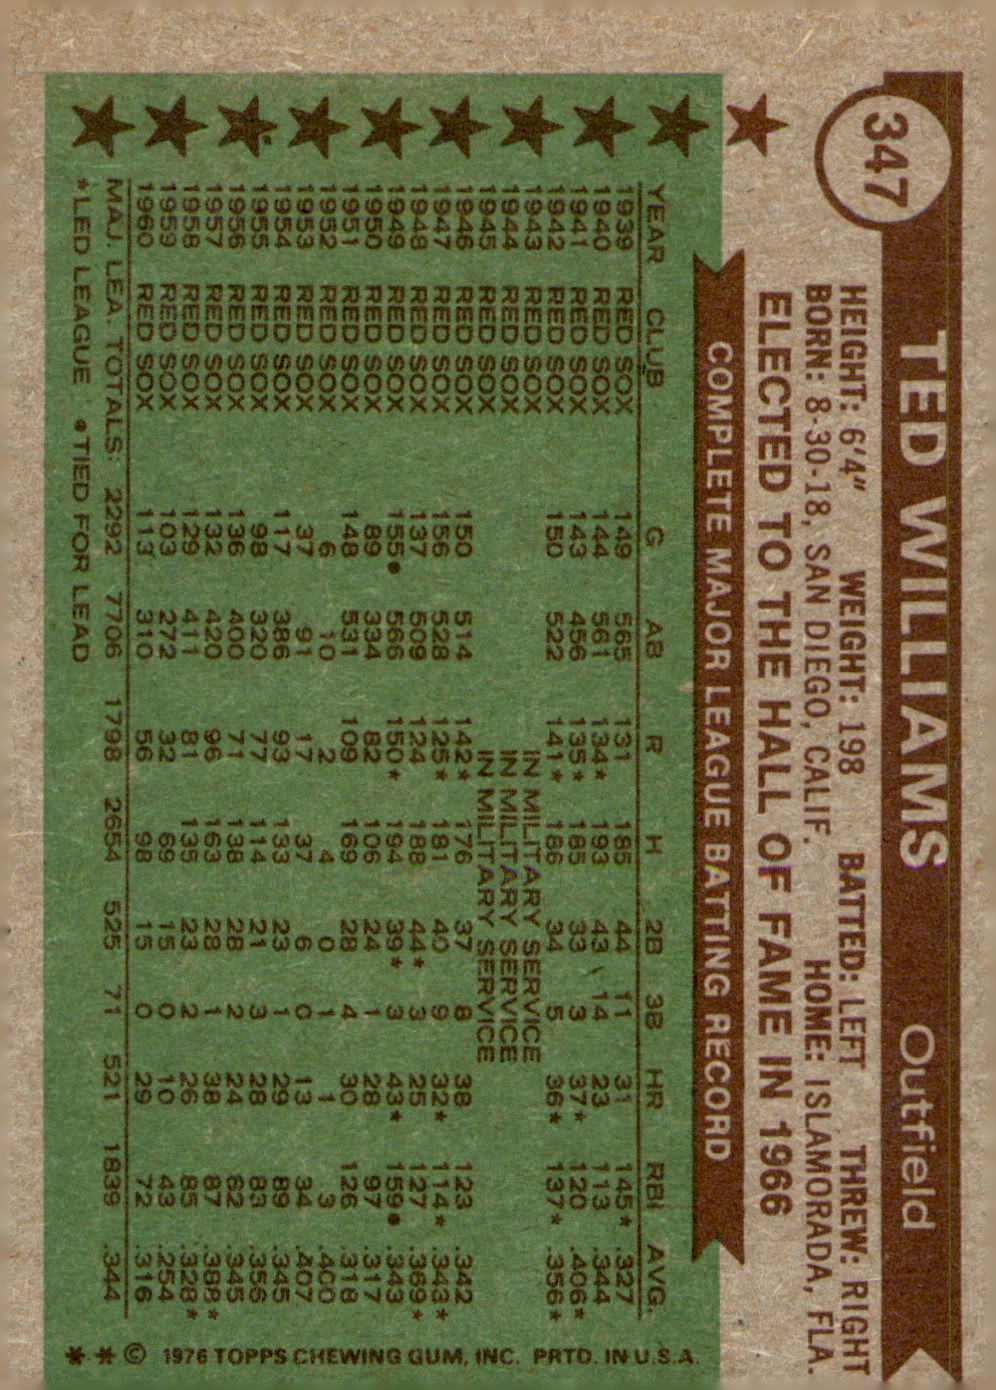 347 TED WILLIAMS Outfield
HEIGHT: 6'4" WEIGHT: 198 BATTED: LEFT THREW: RIGHT
BORN: 8-30-18, SAN DIEGO, CALIF. HOME: ISLAMORADA, FLA.
ELECTED TO THE HALL OF FAME IN 1966
COMPLETE MAJOR LEAGUE BATTING RECORD
YEAR CLUB G AB R H 2B 3B HR RBI AVG.
1939 RED SOX 149 565 131 185 44 11 31 145* .327
1940 RED SOX 144 561 134* 193 43 14 23 113 .344
1941 RED SOX 143 456 135* 185 33 3 37* 120 .406*
1942 RED SOX 150 522 141* 186 34 5 36* 137* .356*
1943 RED SOX IN MILITARY SERVICE
1944 RED SOX IN MILITARY SERVICE
1945 RED SOX IN MILITARY SERVICE
1946 RED SOX 150 514 142* 176 37 8 38 123 .342
1947 RED SOX 156 528 125* 181 40 9 32* 114* .343*
1948 RED SOX 137 509 124 188 44* 3 25 127 .369*
1949 RED SOX 155● 566 150* 194 39* 3 43* 159● .343
1950 RED SOX 89 334 82 106 24 1 28 97 .317
1951 RED SOX 148 531 109 169 28 4 30 126 .318
1952 RED SOX 6 10 2 4 0 1 1 3 .400
1953 RED SOX 37 91 17 37 6 0 13 34 .407
1954 RED SOX 117 386 93 133 23 1 29 89 .345
1955 RED SOX 98 320 77 114 21 3 28 83 .356
1956 RED SOX 136 400 71 138 28 2 24 82 .345
1957 RED SOX 132 420 96 163 28 1 38 87 .388*
1958 RED SOX 129 411 81 135 23 2 26 85 .328*
1959 RED SOX 103 272 32 69 15 0 10 43 .254
1960 RED SOX 113 310 56 98 15 0 29 72 .316
MAJ. LEA. TOTALS: 2292 7706 1798 2654 525 71 521 1839 .344
*LED LEAGUE ●TIED FOR LEAD
** © 1976 TOPPS CHEWING GUM, INC. PRTD. IN U.S.A.